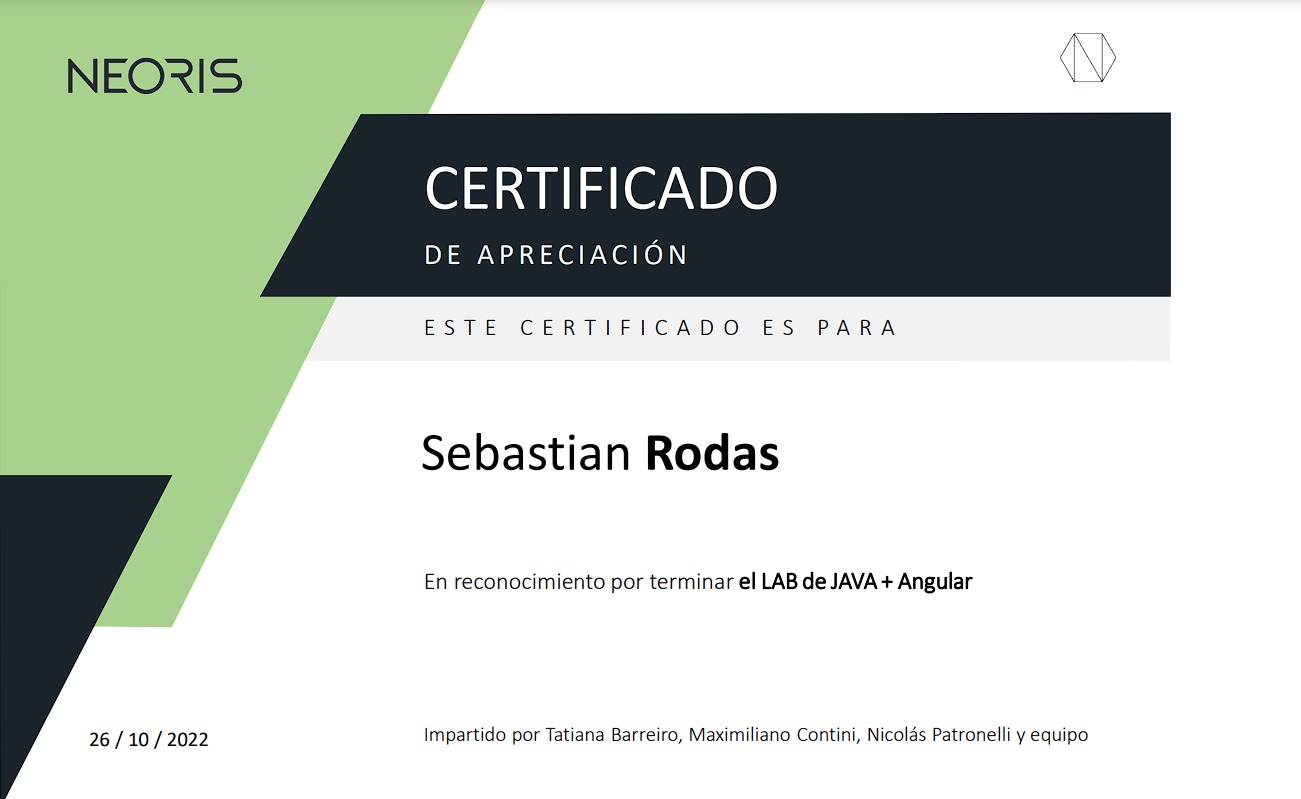 NEORIS
CERTIFICADO
DE APRECIACIÓN
ESTE CERTIFICADO ES PARA
Sebastian Rodas
En reconocimiento por terminar el LAB de JAVA + Angular
26 / 10 / 2022
Impartido por Tatiana Barreiro, Maximiliano Contini, Nicolás Patronelli y equipo